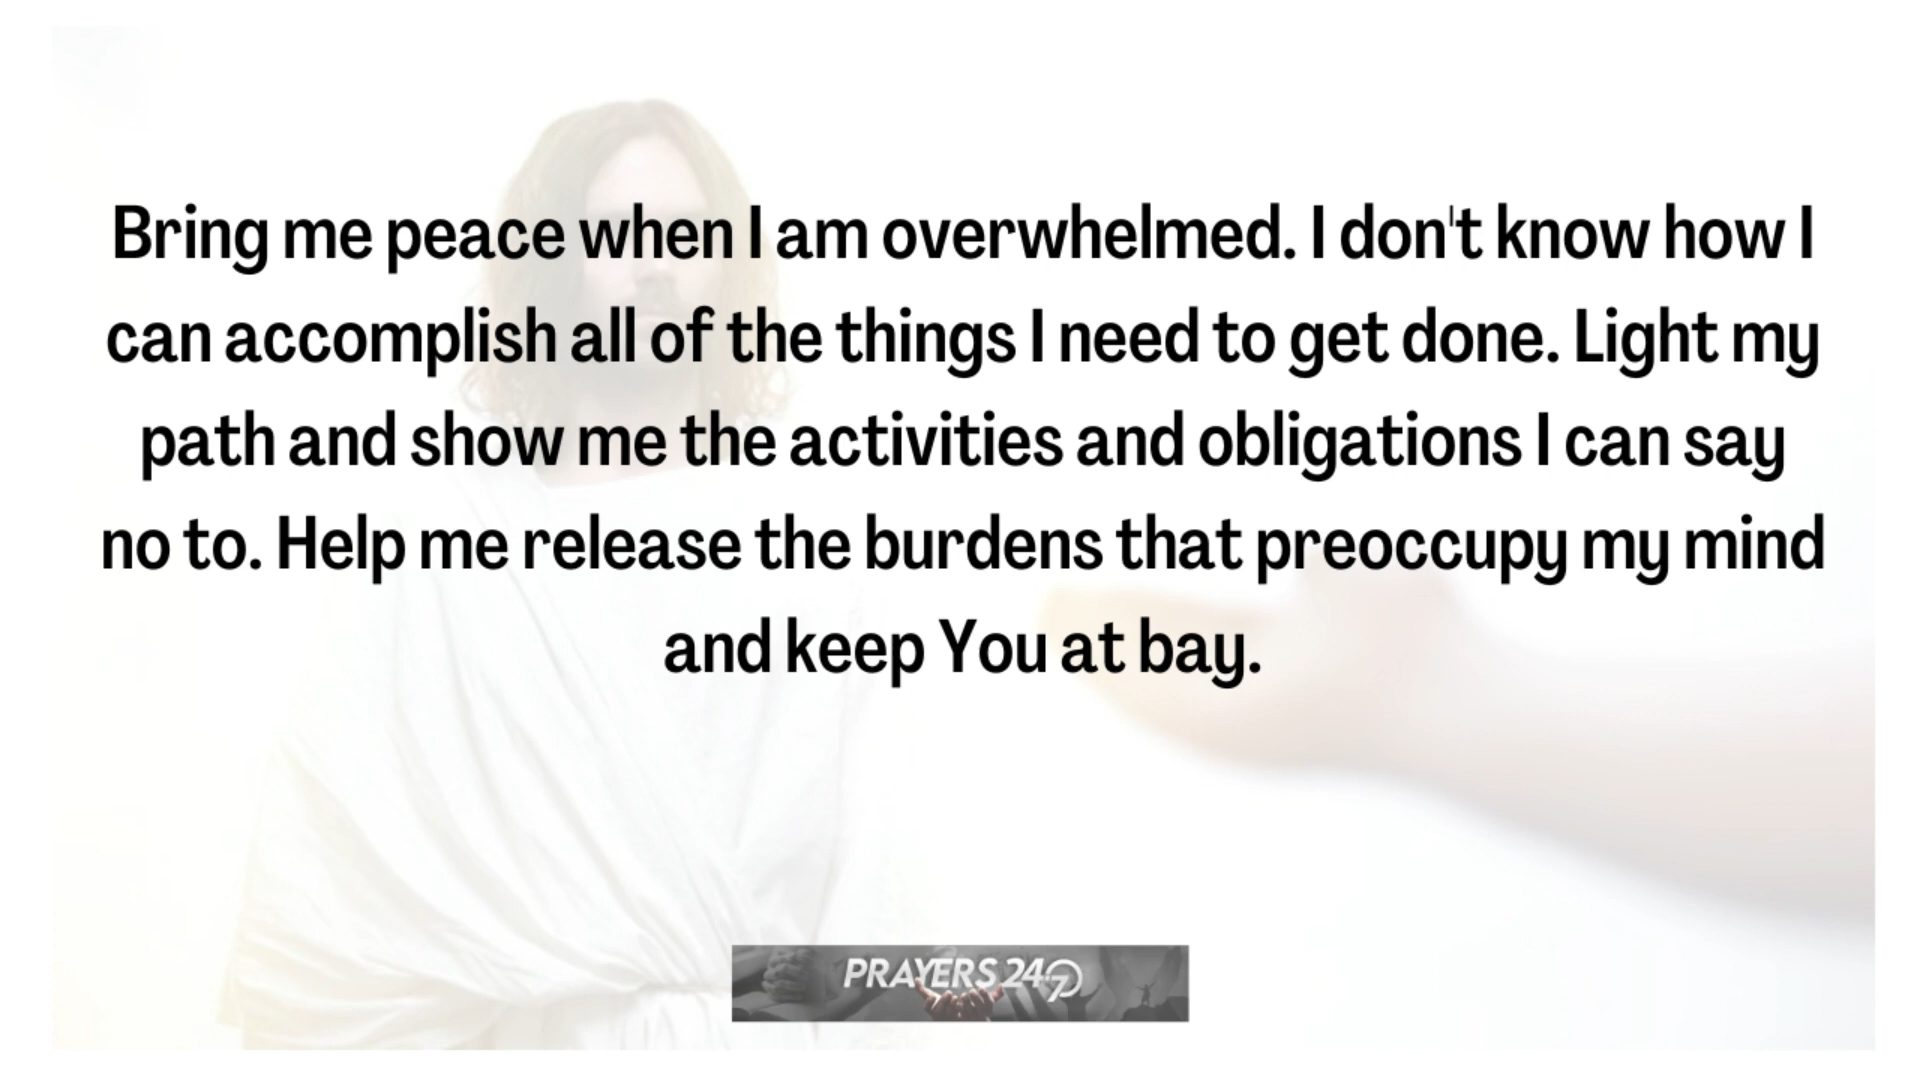 Bring me peace when I am overwhelmed. I don't know how I
can accomplish all of the things I need to get done. Light my
path and show me the activities and obligations I can say
no to. Help me release the burdens that preoccupy my mind
and keep You at bay.
PRAYERS 247